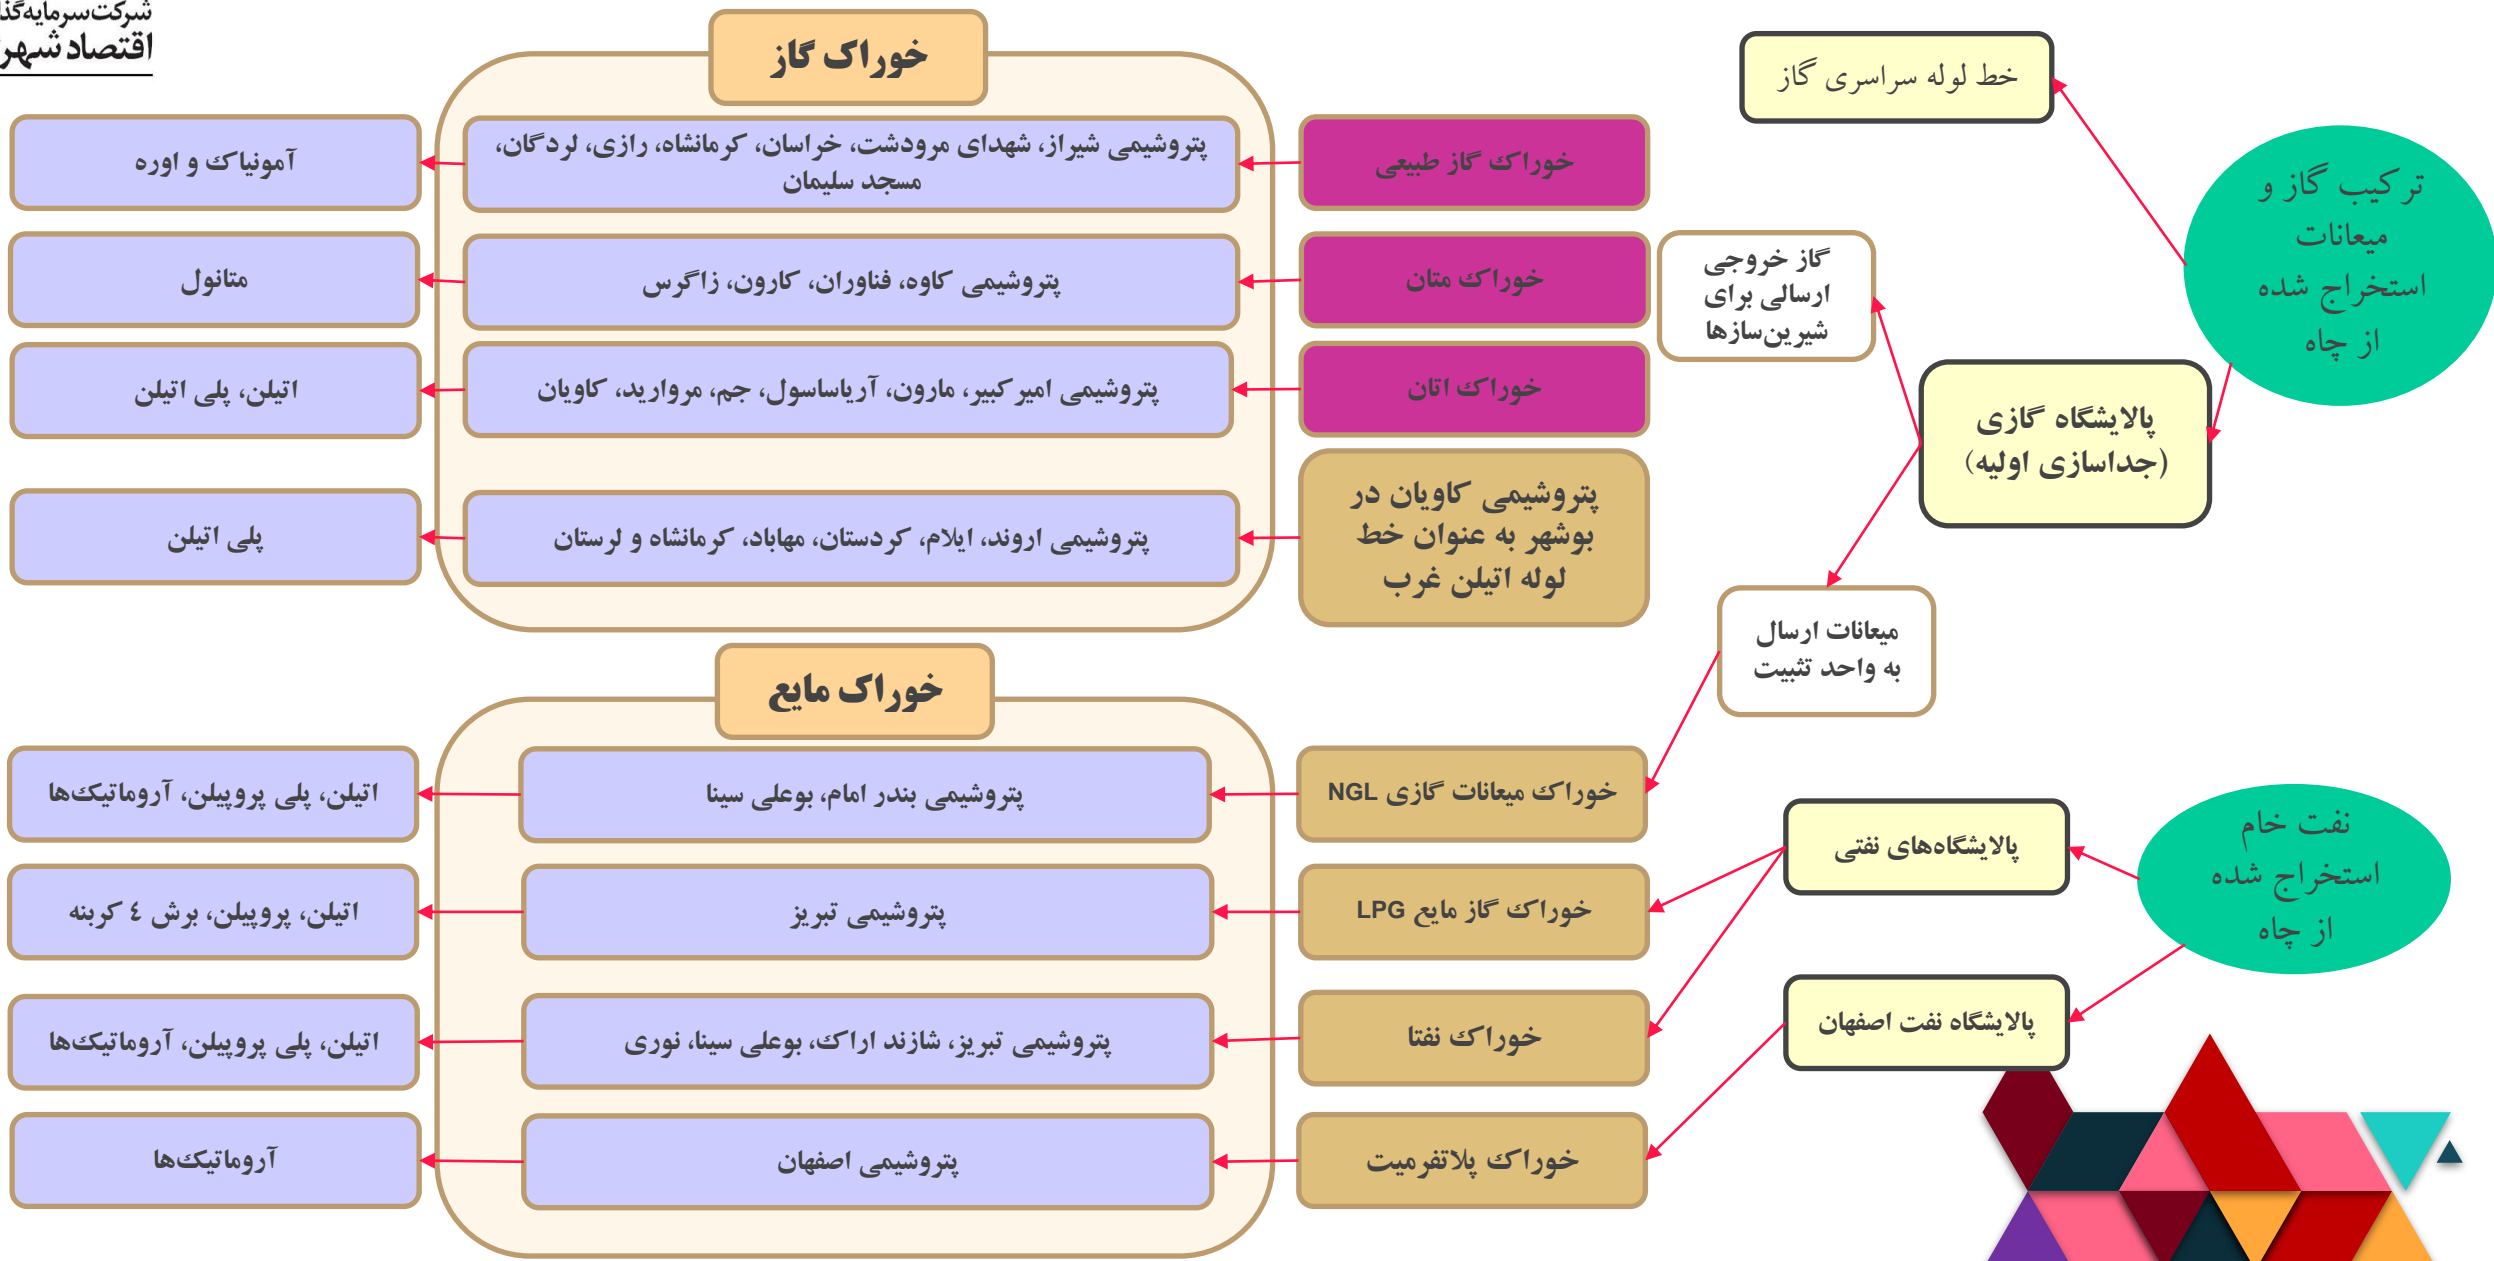 شرکت‌سرمایه‌گذ
اقتصاد شهر
خوراک گاز
خط لوله سراسری گاز
ترکیب گاز و
میعانات
استخراج شده
از چاه
پالایشگاه گازی
(جداسازی اولیه)
گاز خروجی
ارسالی برای
شیرین‌سازها
میعانات ارسال
به واحد تثبیت
خوراک گاز طبیعی
پتروشیمی شیراز، شهدای مرودشت، خراسان، کرمانشاه، رازی، لردگان،
مسجد سلیمان
آمونیاک و اوره
خوراک متان
پتروشیمی کاوه، فناوران، کارون، زاگرس
متانول
خوراک اتان
پتروشیمی امیرکبیر، مارون، آریاساسول، جم، مروارید، کاویان
اتیلن، پلی اتیلن
پتروشیمی کاویان در
بوشهر به عنوان خط
لوله اتیلن غرب
پتروشیمی اروند، ایلام، کردستان، مهاباد، کرمانشاه و لرستان
پلی اتیلن
خوراک مایع
نفت خام
استخراج شده
از چاه
پالایشگاه‌های نفتی
پالایشگاه نفت اصفهان
خوراک میعانات گازی NGL
پتروشیمی بندر امام، بوعلی سینا
اتیلن، پلی پروپیلن، آروماتیک‌ها
خوراک گاز مایع LPG
پتروشیمی تبریز
اتیلن، پروپیلن، برش ٤ کربنه
خوراک نفتا
پتروشیمی تبریز، شازند اراک، بوعلی سینا، نوری
اتیلن، پلی پروپیلن، آروماتیک‌ها
خوراک پلاتفرمیت
پتروشیمی اصفهان
آروماتیک‌ها